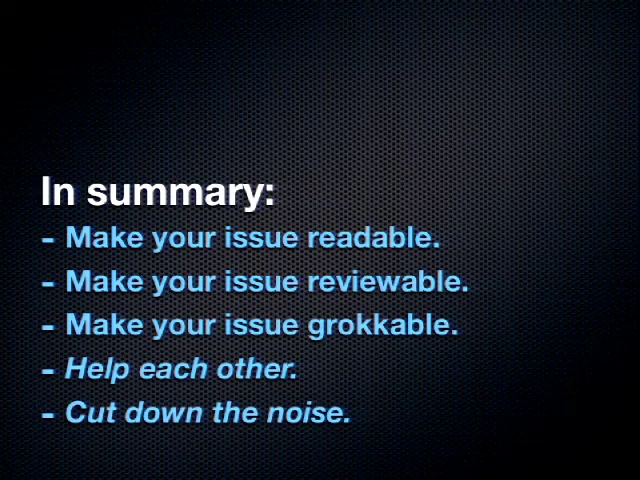 In summary:
- Make your issue readable.
- Make your issue reviewable.
- Make your issue grokkable.
- Help each other.
- Cut down the noise.